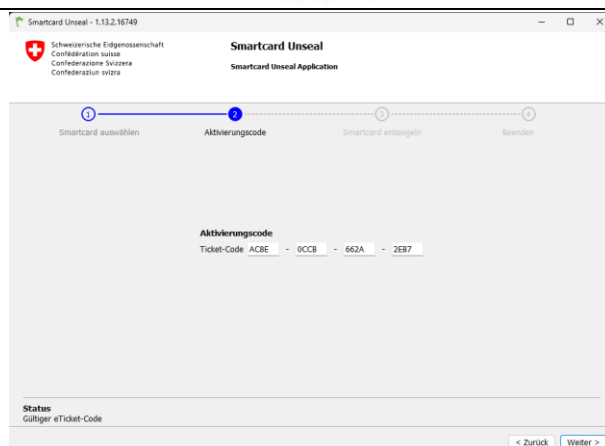 Smartcard Unseal - 1.13.2.16749
Schweizerische Eidgenossenschaft
Confédération suisse
Confederazione Svizzera
Confederaziun svizra
Smartcard Unseal
Smartcard Unseal Application
1 2 3 4
Smartcard auswählen Aktivierungscode Smartcard entsiegeln Beenden
Aktivierungscode
Ticket-Code AC8E - 0CCB - 662A - 2EB7
Status
Gültiger eTicket-Code
< Zurück Weiter >